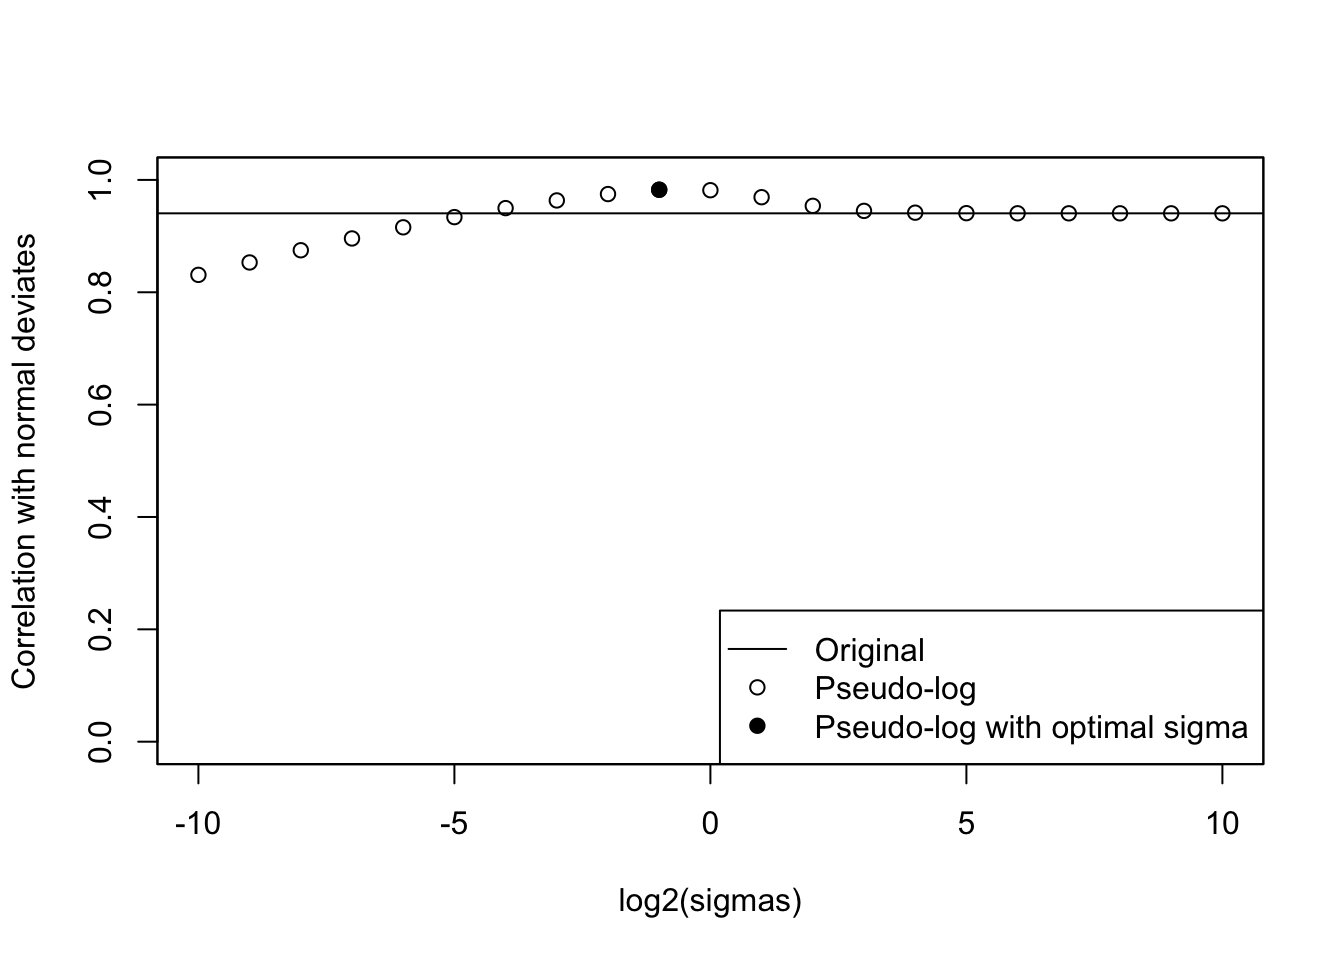 Correlation with normal deviates
1.0
0.8
0.6
0.4
0.2
0.0
Original
Pseudo-log
Pseudo-log with optimal sigma
-10
-5
0
5
10
log2(sigmas)